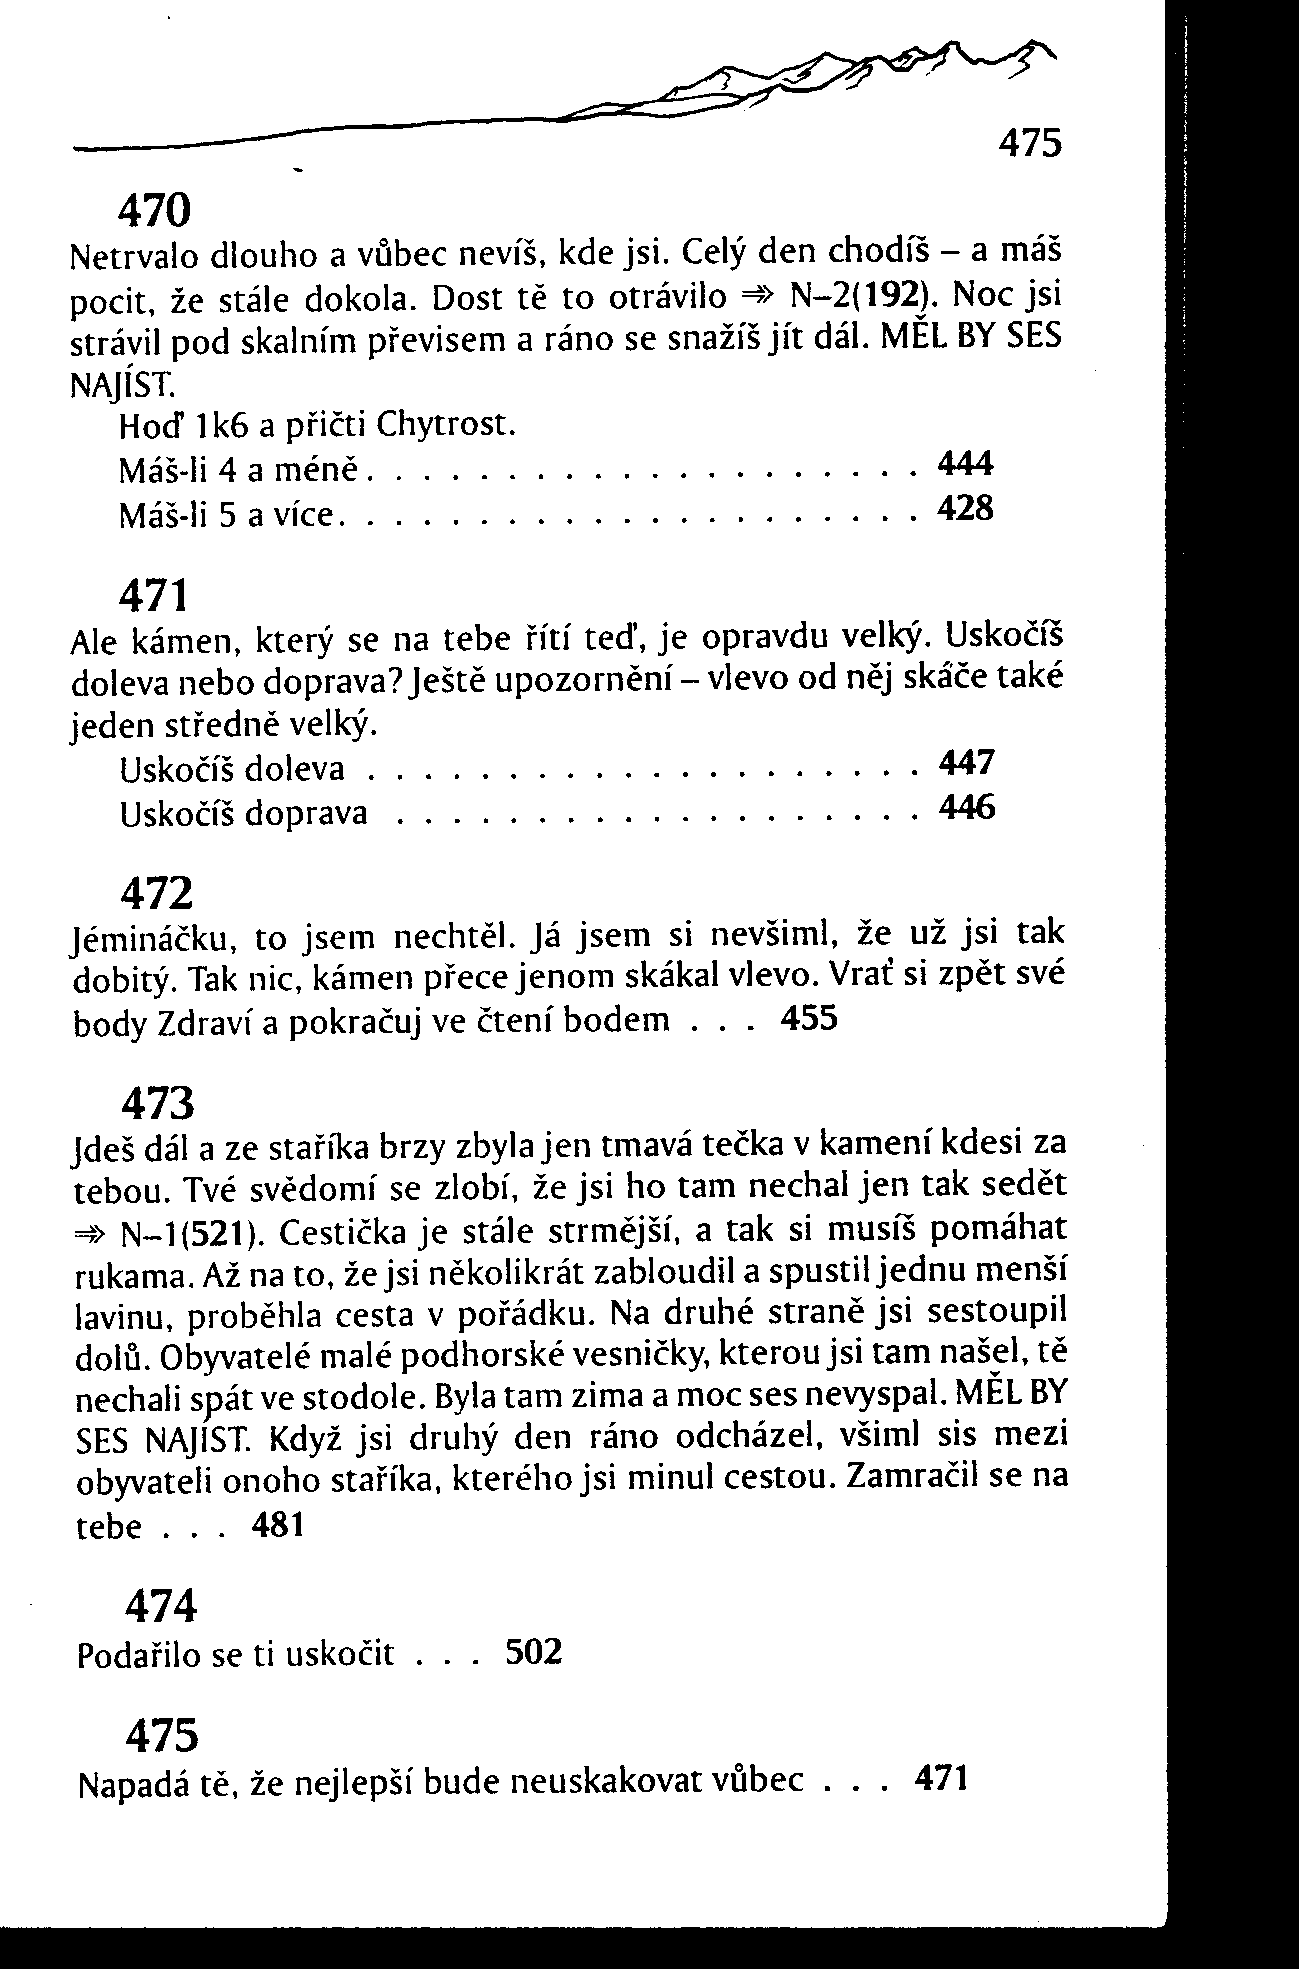 475
470
Netrvalo dlouho a vůbec nevíš, kde jsi. Celý den chodíš – a máš
pocit, že stále dokola. Dost tě to otrávilo ⇒ N–2(192). Noc jsi
strávil pod skalním převisem a ráno se snažíš jít dál. MĚL BY SES
NAJÍST.
Hoď 1k6 a přičti Chytrost.
Máš-li 4 a méně. . . . . . . . . . . . . . . . . . . . 444
Máš-li 5 a více. . . . . . . . . . . . . . . . . . . . . 428
471
Ale kámen, který se na tebe řítí teď, je opravdu velký. Uskočíš
doleva nebo doprava? Ještě upozornění – vlevo od něj skáče také
jeden středně velký.
Uskočíš doleva . . . . . . . . . . . . . . . . . . . . 447
Uskočíš doprava . . . . . . . . . . . . . . . . . . . 446
472
Jémináčku, to jsem nechtěl. Já jsem si nevšiml, že už jsi tak
dobitý. Tak nic, kámen přece jenom skákal vlevo. Vrať si zpět své
body Zdraví a pokračuj ve čtení bodem . . . 455
473
Jdeš dál a ze staříka brzy zbyla jen tmavá tečka v kamení kdesi za
tebou. Tvé svědomí se zlobí, že jsi ho tam nechal jen tak sedět
⇒ N–1(521). Cestička je stále strmější, a tak si musíš pomáhat
rukama. Až na to, že jsi několikrát zabloudil a spustil jednu menší
lavinu, proběhla cesta v pořádku. Na druhé straně jsi sestoupil
dolů. Obyvatelé malé podhorské vesničky, kterou jsi tam našel, tě
nechali spát ve stodole. Byla tam zima a moc ses nevyspal. MĚL BY
SES NAJÍST. Když jsi druhý den ráno odcházel, všiml sis mezi
obyvateli onoho staříka, kterého jsi minul cestou. Zamračil se na
tebe . . . 481
474
Podařilo se ti uskočit . . . 502
475
Napadá tě, že nejlepší bude neuskakovat vůbec . . . 471